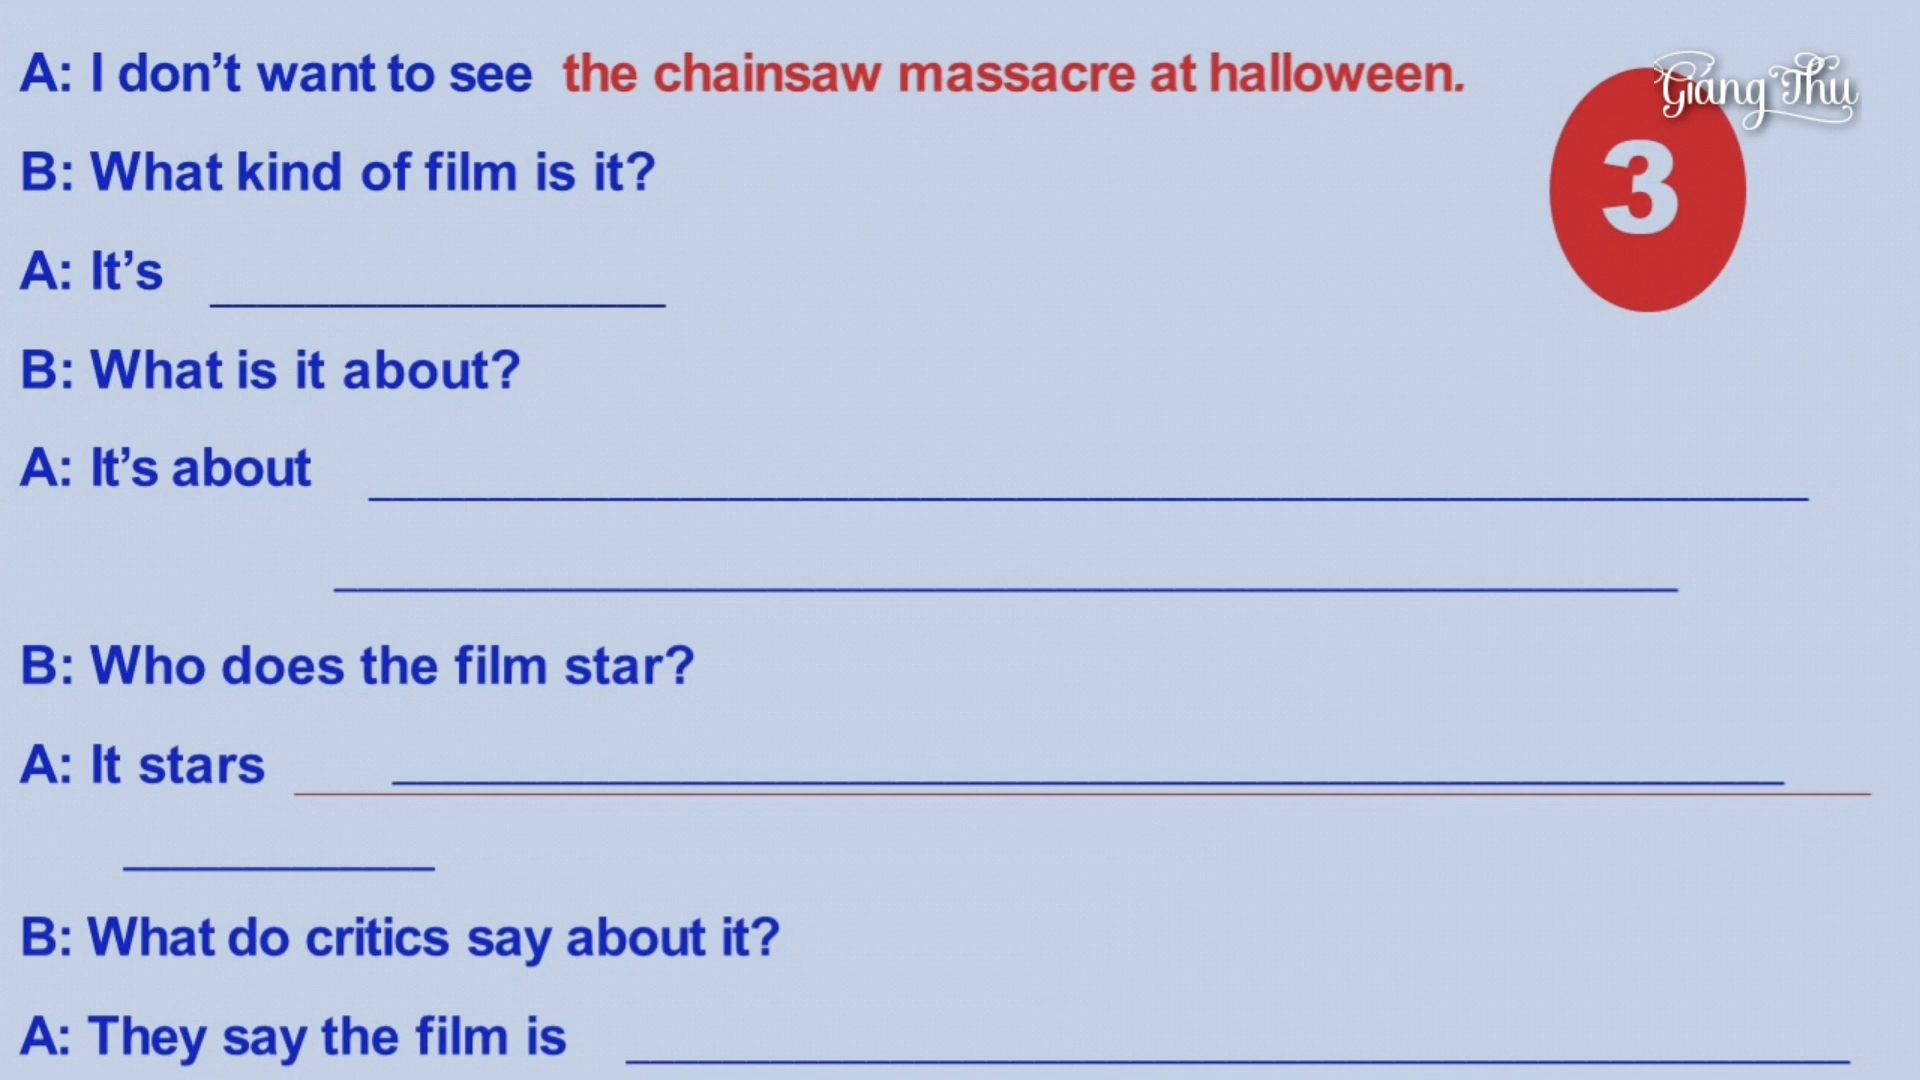 A: I don’t want to see the chainsaw massacre at halloween.
Giáng Thu
B: What kind of film is it?
3
A: It’s
B: What is it about?
A: It’s about
B: Who does the film star?
A: It stars
B: What do critics say about it?
A: They say the film is